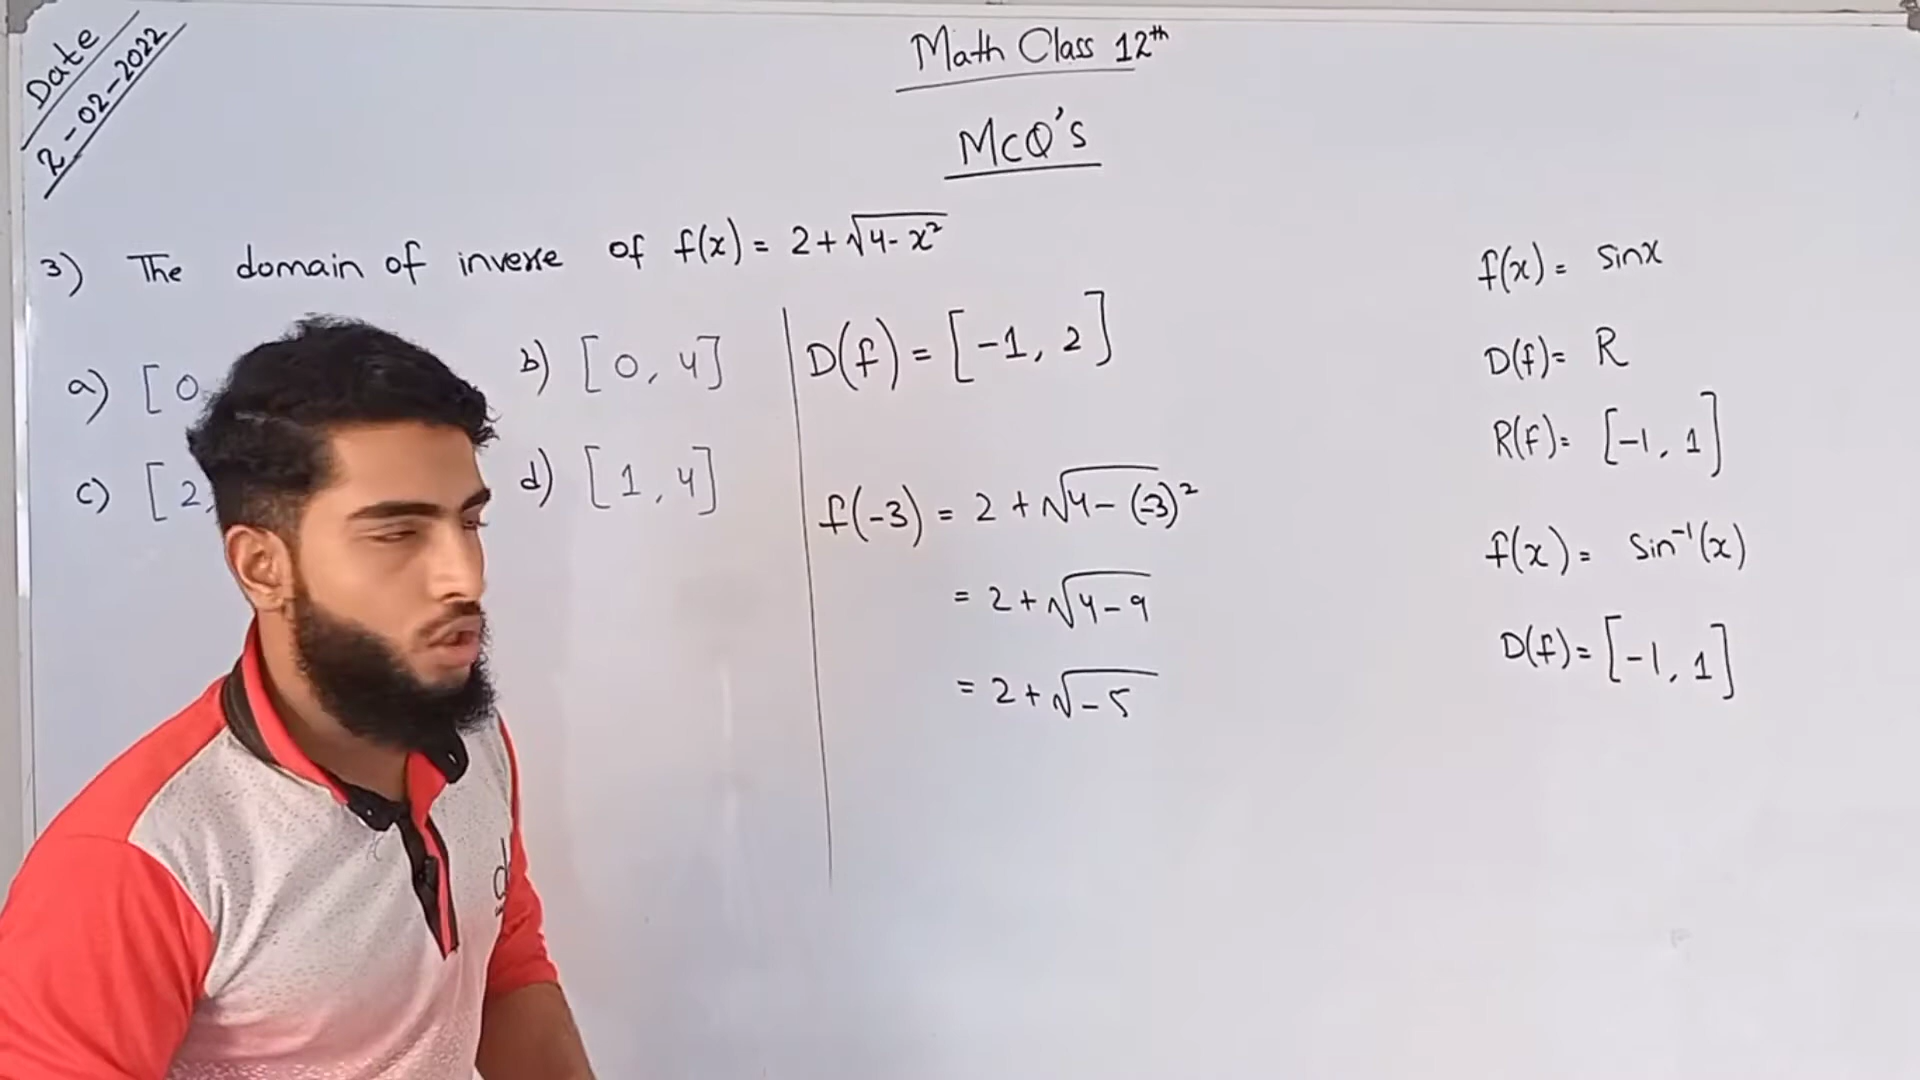 Date
2-02-2022
Math Class 12th
McQ's
3) The domain of inverse of f(x) = 2+√4-x²
a) [0,
b) [0, 4]
c) [2,
d) [1, 4]
D(f) = [-1, 2]
f(-3) = 2 + √4-(-3)²
= 2+√4-9
= 2+√-5
f(x) = Sinx
D(f)= R
R(f)= [-1, 1]
f(x) = Sin⁻¹(x)
D(f)= [-1, 1]
d